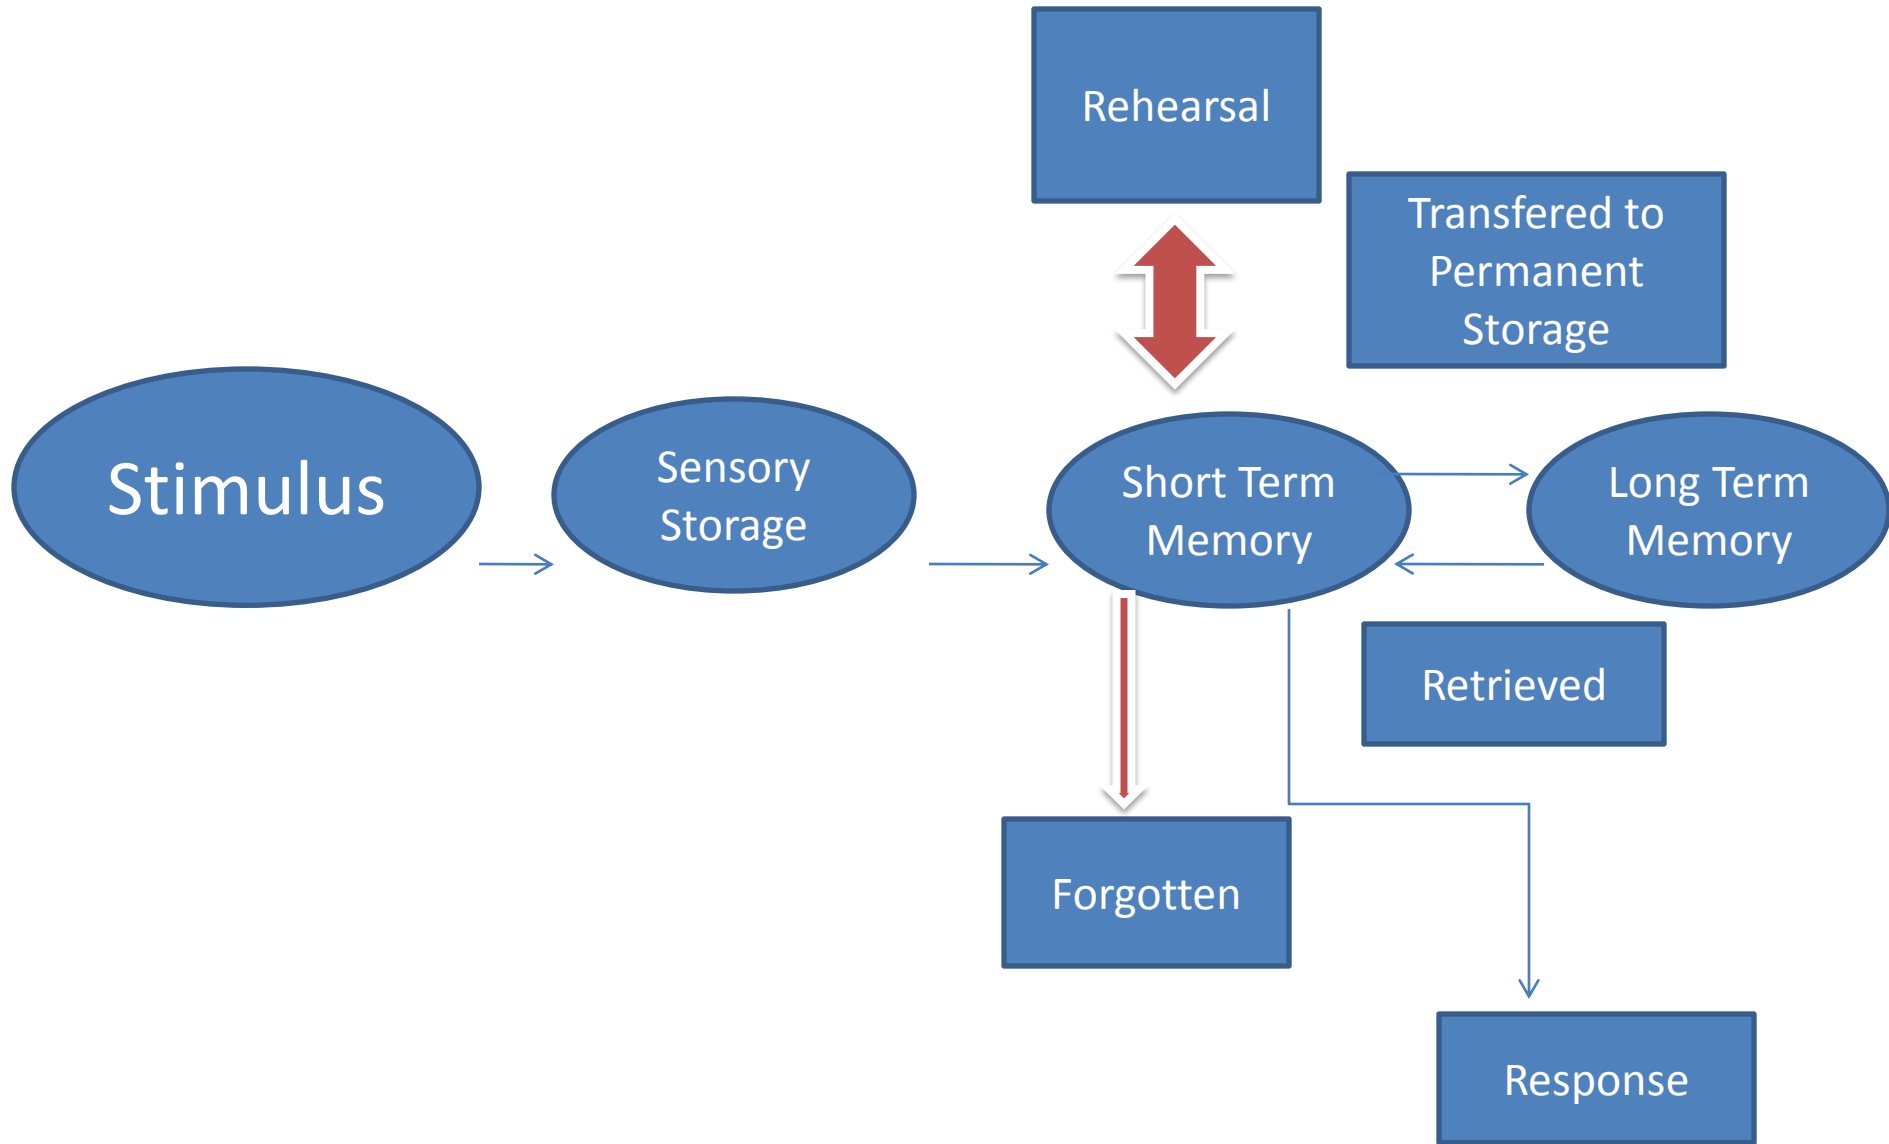 Rehearsal
Transfered to
Permanent
Storage
Stimulus
Sensory
Storage
Short Term
Memory
Long Term
Memory
Retrieved
Forgotten
Response